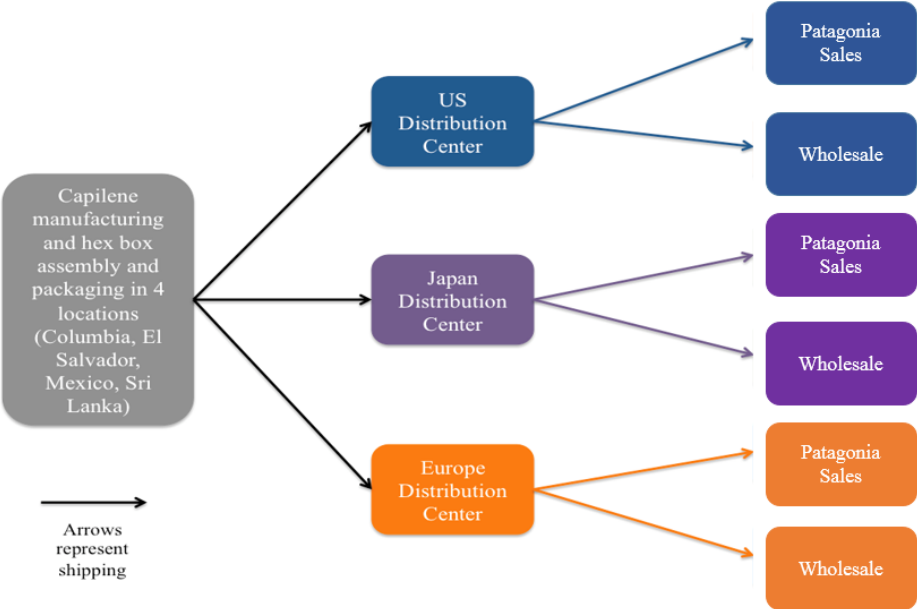 Capilene
manufacturing
and hex box
assembly and
packaging in 4
locations
(Columbia, El
Salvador,
Mexico, Sri
Lanka)
Arrows
represent
shipping
US
Distribution
Center
Japan
Distribution
Center
Europe
Distribution
Center
Patagonia
Sales
Wholesale
Patagonia
Sales
Wholesale
Patagonia
Sales
Wholesale